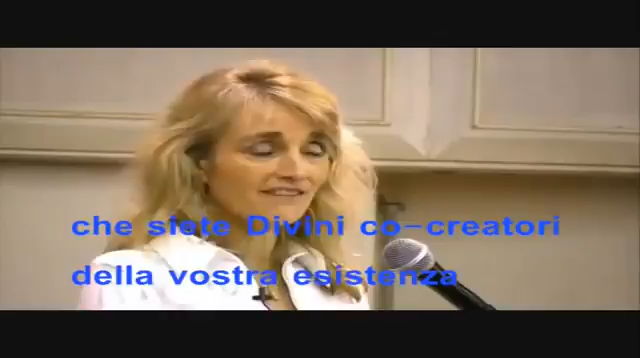 che siete Divini co-creatori
della vostra esistenza